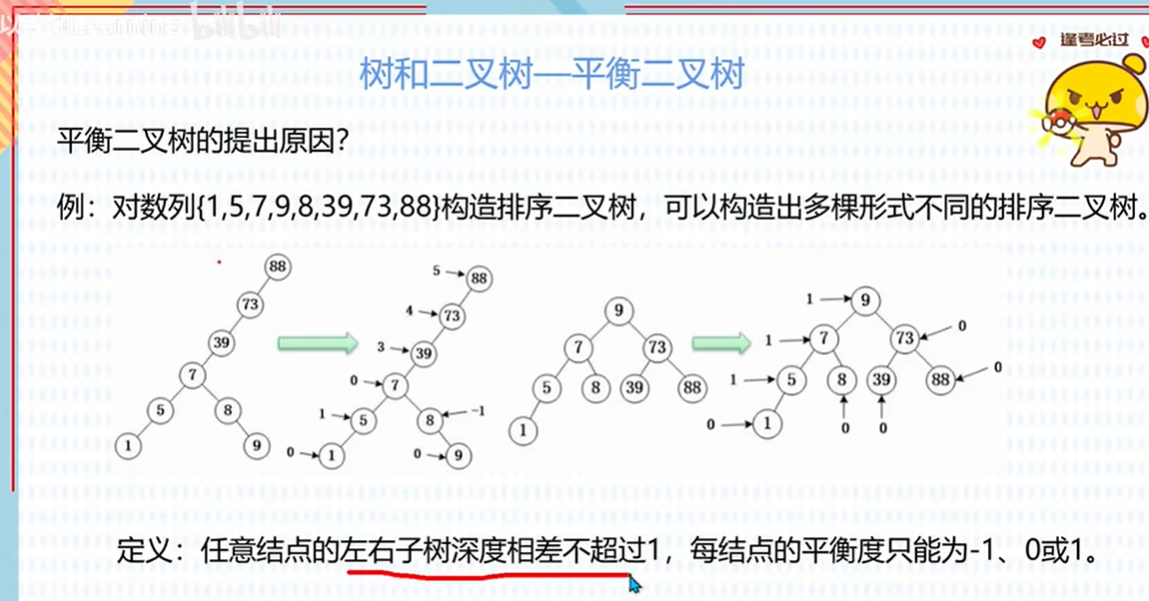 bilibili
逢考必过
树和二叉树—平衡二叉树
平衡二叉树的提出原因？
例：对数列{1,5,7,9,8,39,73,88}构造排序二叉树，可以构造出多棵形式不同的排序二叉树。
88
73
39
7
5 8
1 9
5 88
4 73
3 39
0 7
1 5 8 -1
0 1 0 9
9
7 73
5 8 39 88
1
1 9
1 7 73 0
1 5 8 39 88 0
0 1 0 0
定义：任意结点的左右子树深度相差不超过1，每结点的平衡度只能为-1、0或1。